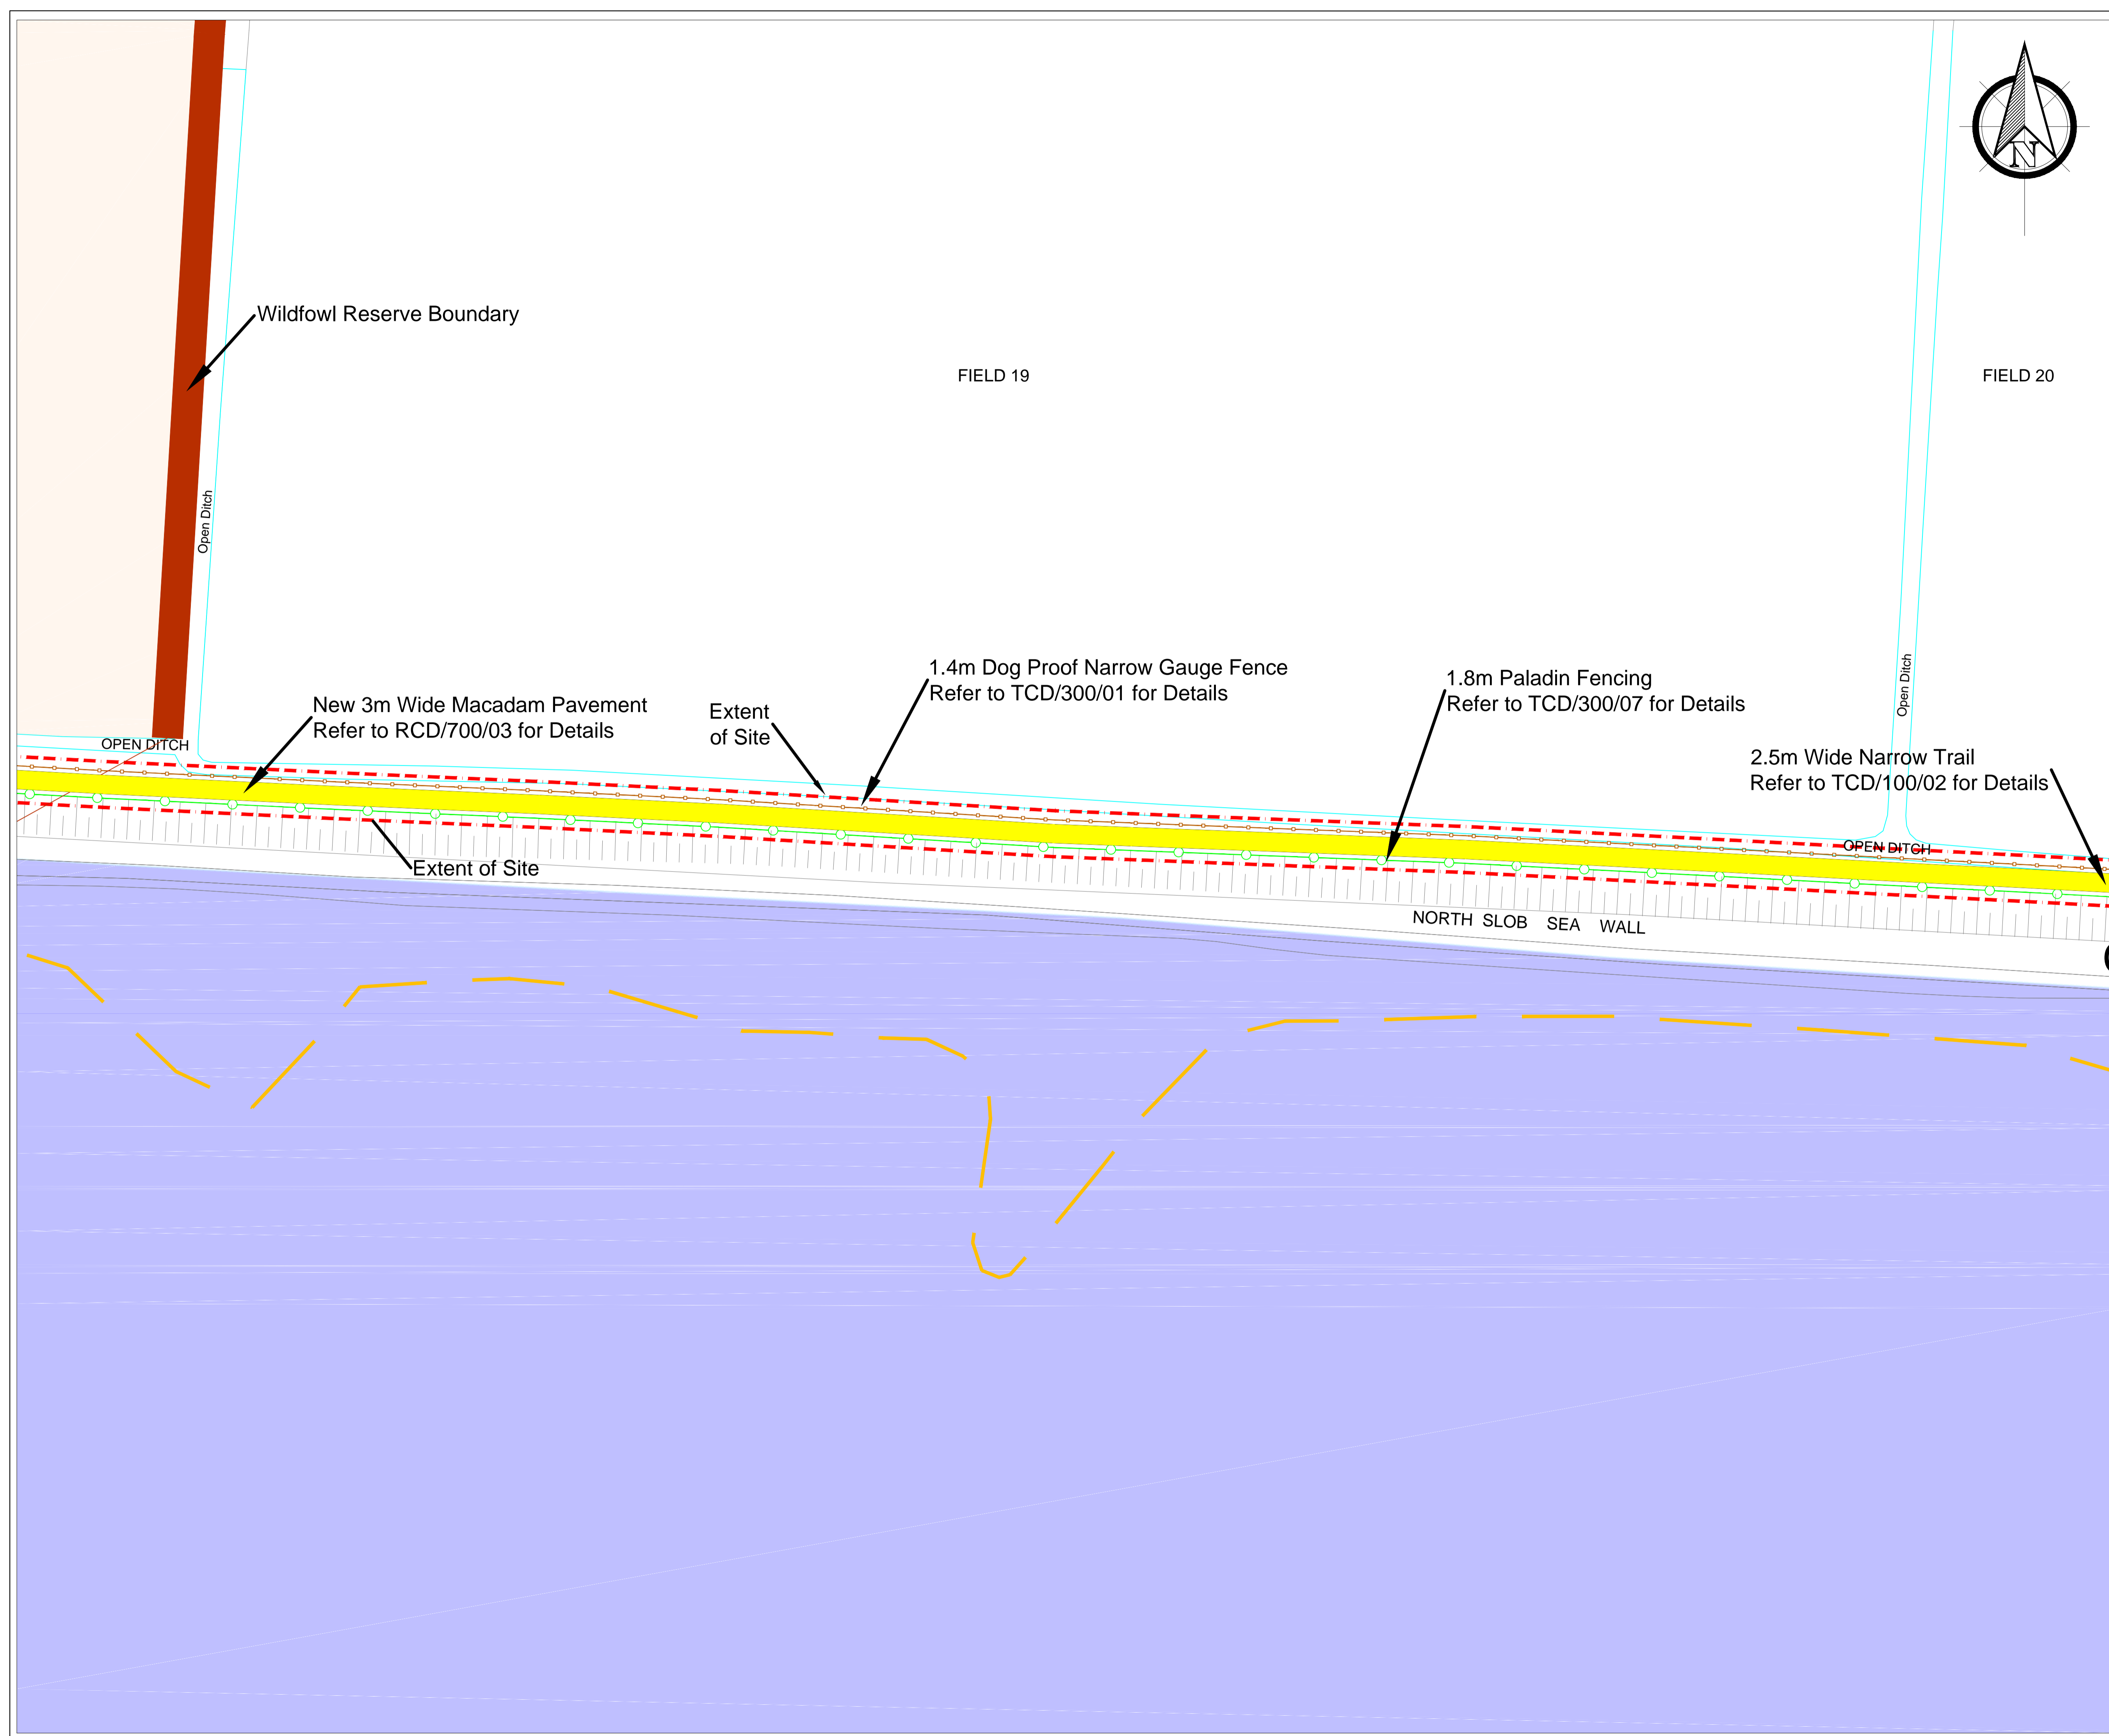 N
Wildfowl Reserve Boundary
FIELD 19
FIELD 20
Open Ditch
Open Ditch
1.4m Dog Proof Narrow Gauge Fence
Refer to TCD/300/01 for Details
1.8m Paladin Fencing
Refer to TCD/300/07 for Details
New 3m Wide Macadam Pavement
Refer to RCD/700/03 for Details
Extent
of Site
2.5m Wide Narrow Trail
Refer to TCD/100/02 for Details
OPEN DITCH
OPEN DITCH
Extent of Site
NORTH SLOB SEA WALL